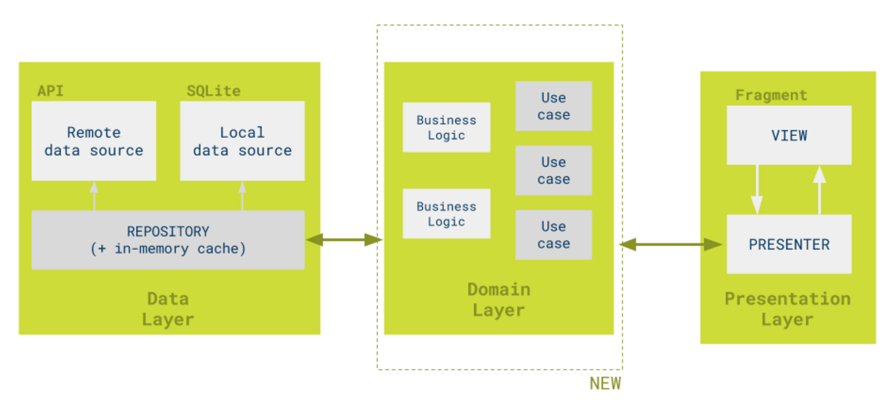 API
SQLite
Remote
data source
Local
data source
REPOSITORY
(+ in-memory cache)
Data
Layer
Business
Logic
Business
Logic
Use
case
Use
case
Use
case
Domain
Layer
NEW
Fragment
VIEW
PRESENTER
Presentation
Layer